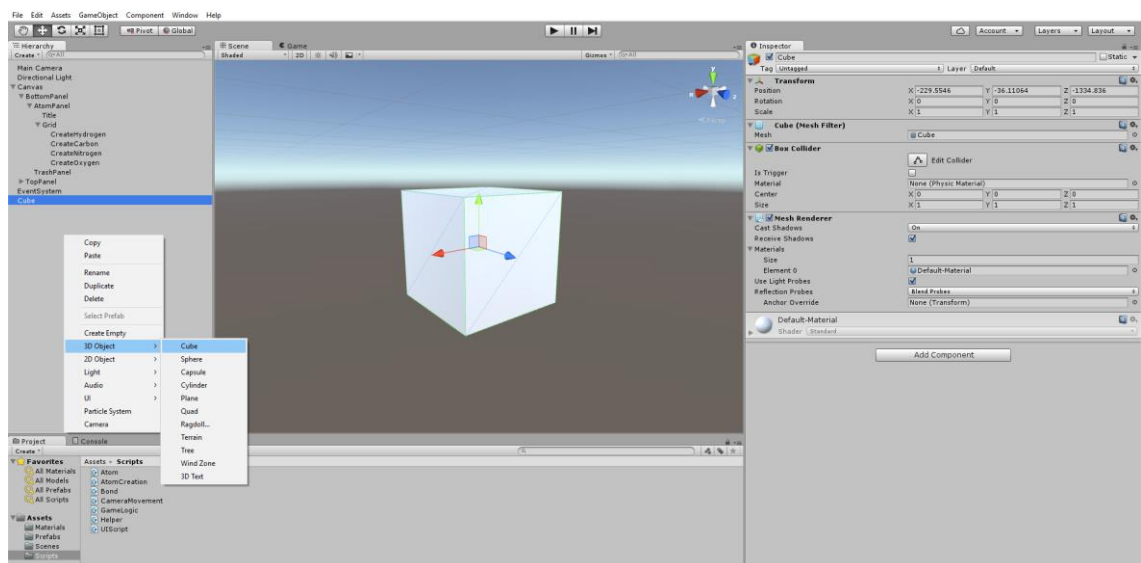 File Edit Assets GameObject Component Window Help
Pivot Global Account Layers Layout
Hierarchy
Create All
Main Camera
Directional Light
Canvas
BottomPanel
AtomPanel
Title
Grid
CreateHydrogen
CreateCarbon
CreateNitrogen
CreateOxygen
TrashPanel
TopPanel
EventSystem
Cube
Copy
Paste
Rename
Duplicate
Delete
Select Prefab
Create Empty
3D Object
2D Object
Light
Audio
UI
Particle System
Camera
Cube
Sphere
Capsule
Cylinder
Plane
Quad
Ragdoll...
Terrain
Tree
Wind Zone
3D Text
Scene Game
Shaded 2D Gizmos All
y
z
Persp
Inspector
Cube Static
Tag Untagged Layer Default
Transform
Position X -229.5546 Y -36.11064 Z -1334.836
Rotation X 0 Y 0 Z 0
Scale X 1 Y 1 Z 1
Cube (Mesh Filter)
Mesh Cube
Box Collider
Edit Collider
Is Trigger
Material None (Physic Material)
Center X 0 Y 0 Z 0
Size X 1 Y 1 Z 1
Mesh Renderer
Cast Shadows On
Receive Shadows
Materials
Size 1
Element 0 Default-Material
Use Light Probes
Reflection Probes Blend Probes
Anchor Override None (Transform)
Default-Material
Shader Standard
Add Component
Project Console
Create
Favorites
All Materials
All Models
All Prefabs
All Scripts
Assets
Materials
Prefabs
Scenes
Scripts
Assets Scripts
Atom
AtomCreation
Bond
CameraMovement
GameLogic
Helper
UIScript